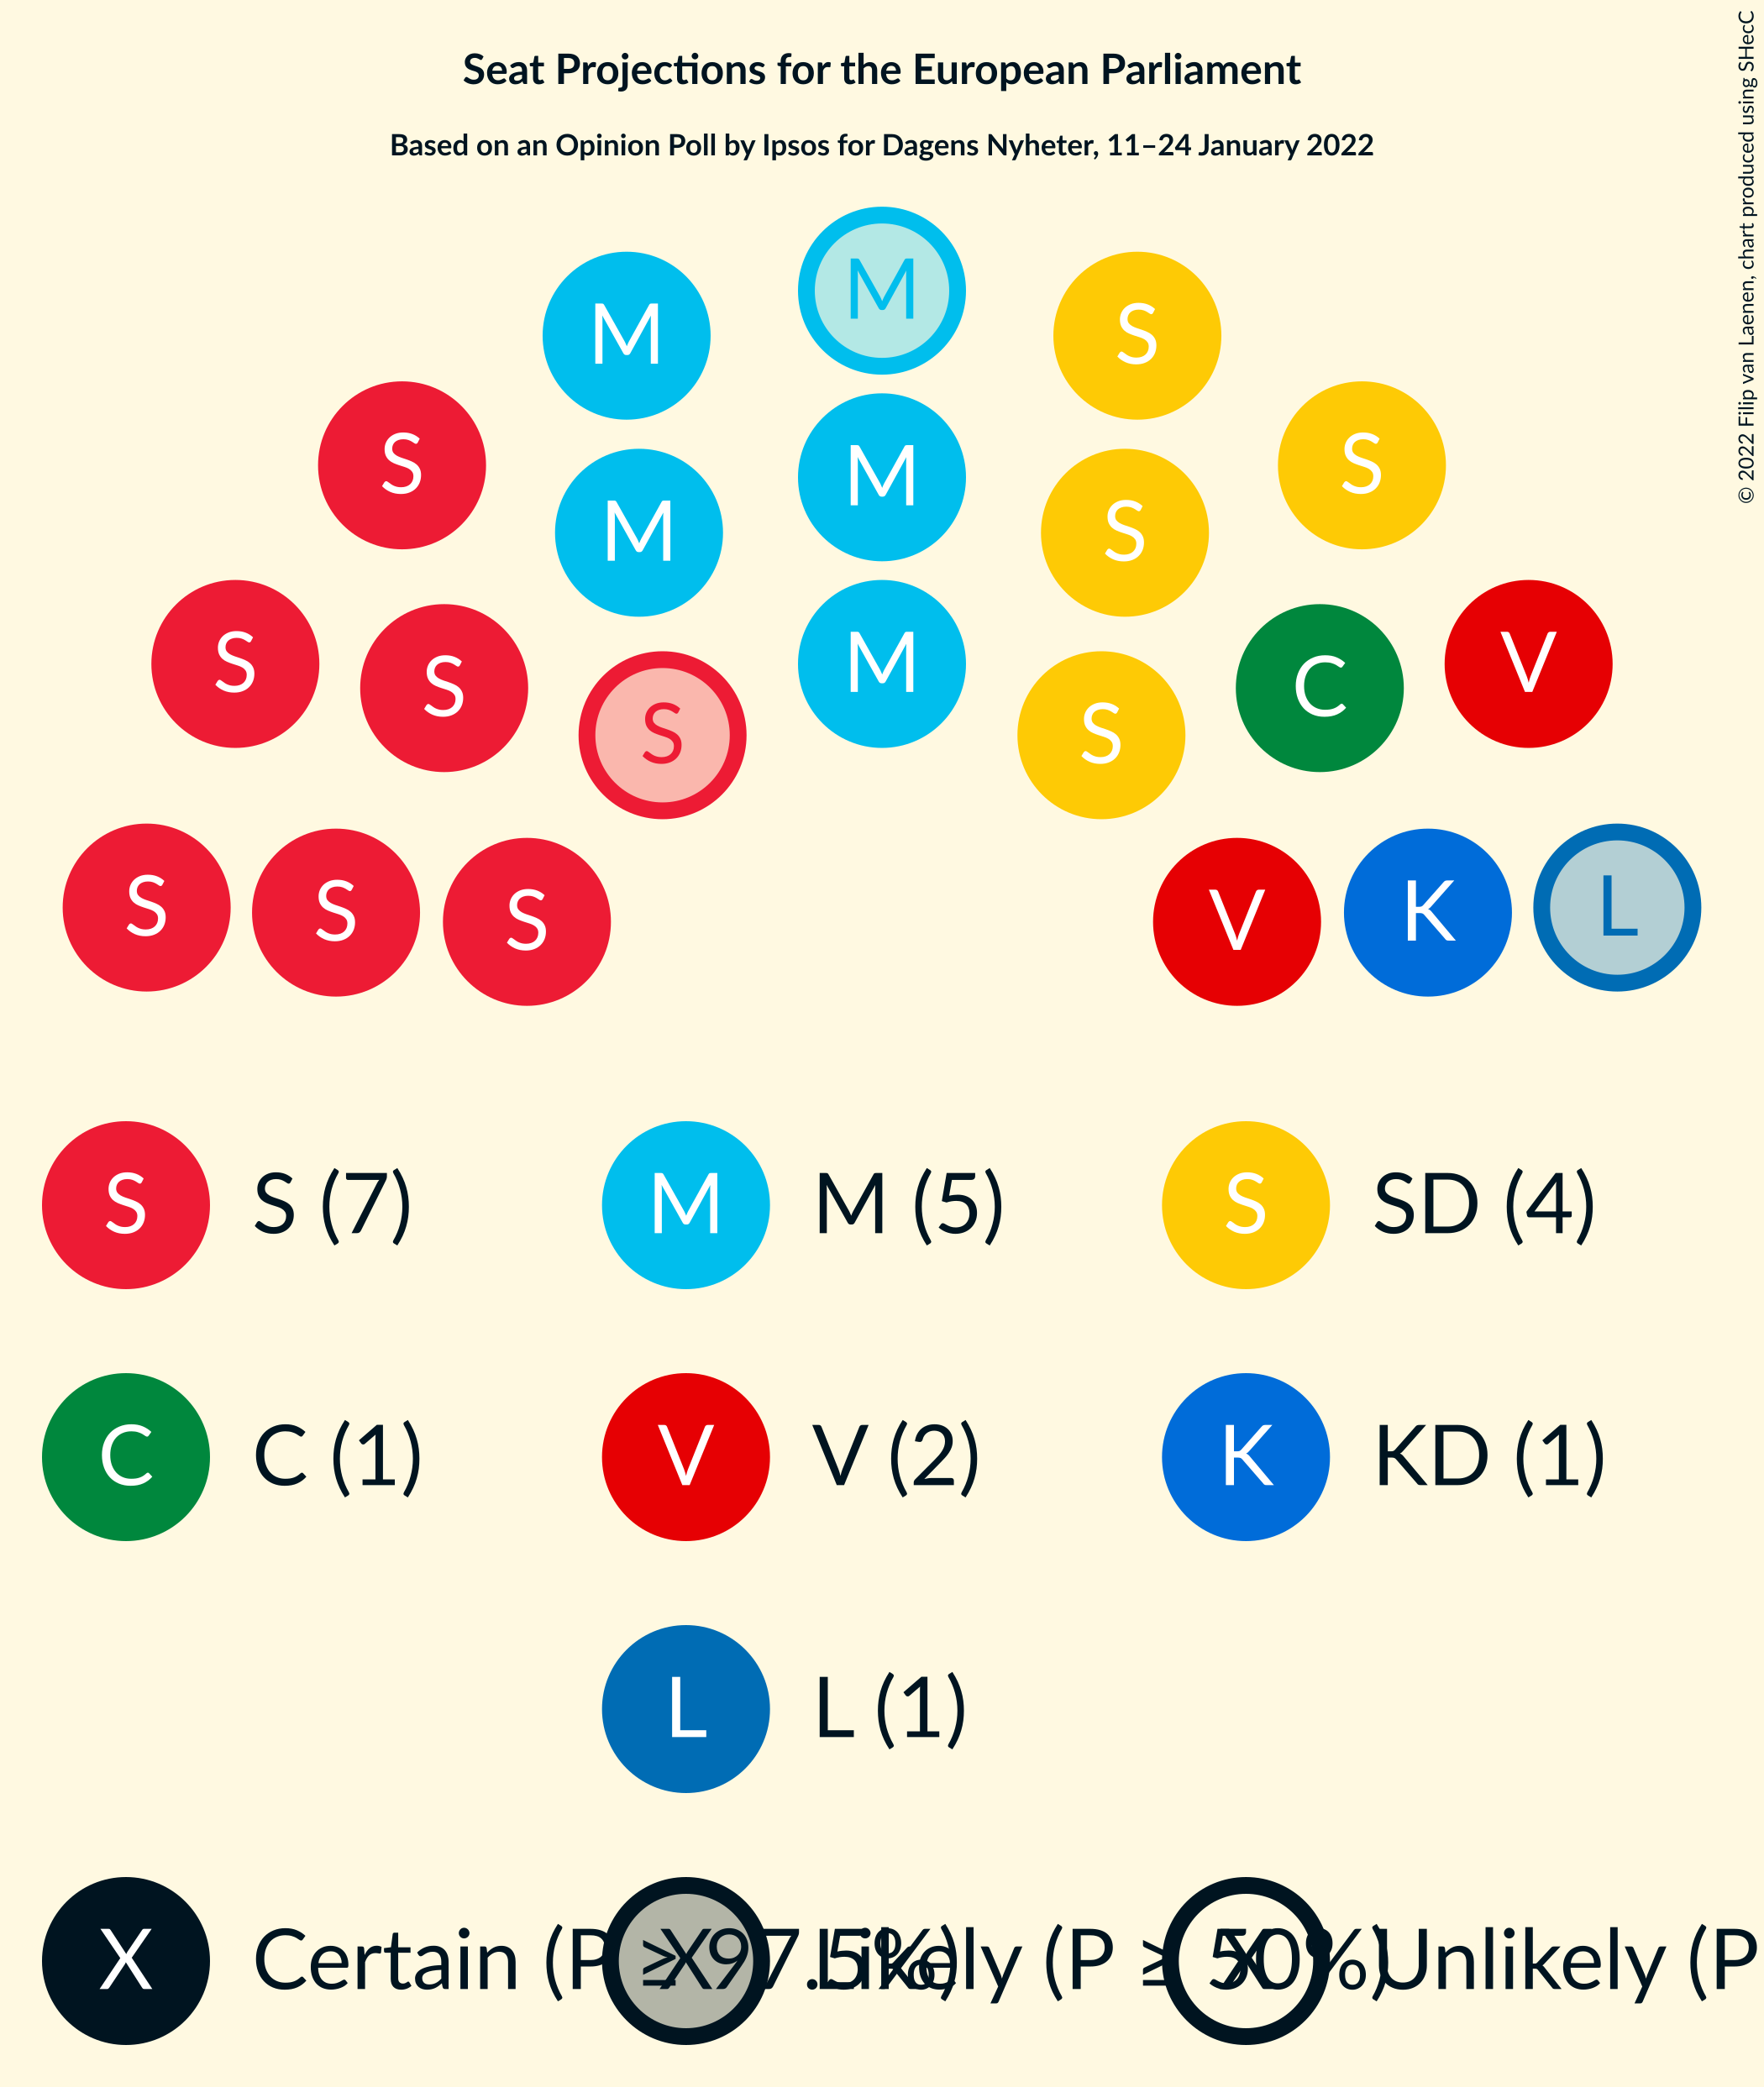 Seat Projections for the European Parliament
Based on an Opinion Poll by Ipsos for Dagens Nyheter, 11–24 January 2022
© 2022 Filip van Laenen, chart produced using SHecC
M
M S
S S
M M S
S V
S M C
S S
S S
S V
K L
S S (7) M M (5) S SD (4)
C C (1) V V (2) K KD (1)
L L (1)
X Certain (P ≥ 97.5%) X Likely (P ≥ 50%) X Unlikely (P